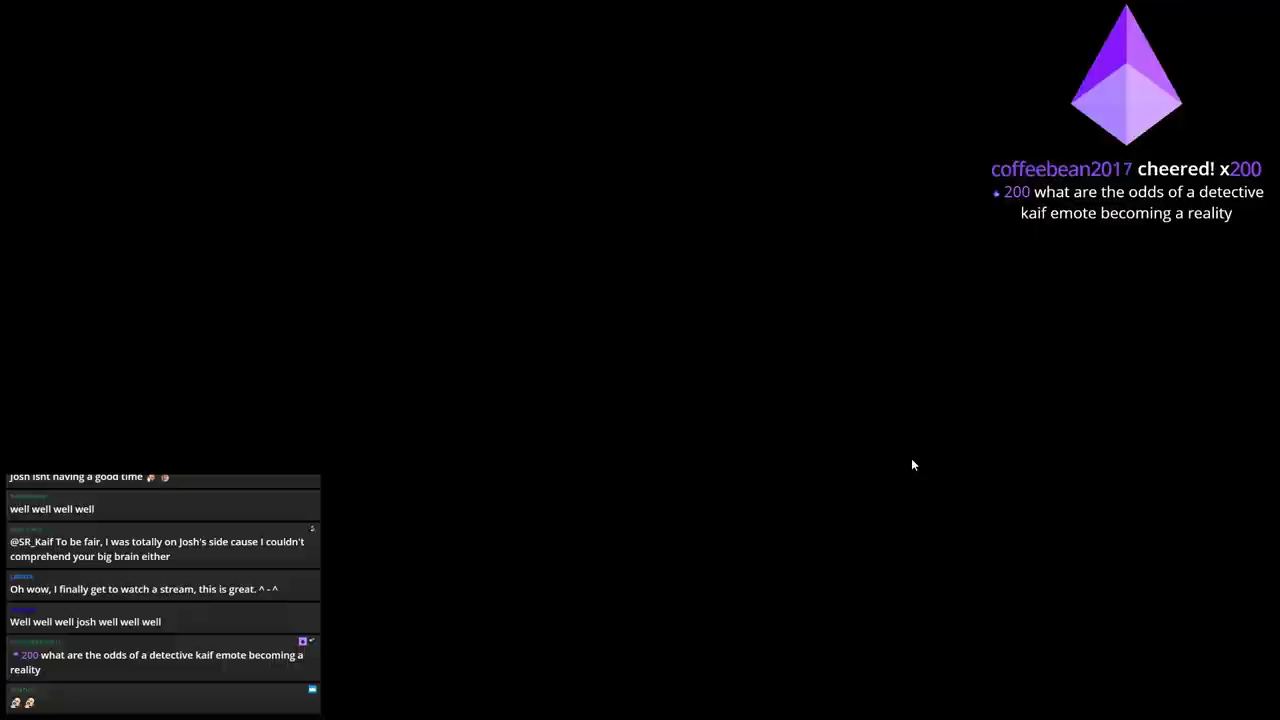 coffeebean2017 cheered! x200
200 what are the odds of a detective
kaif emote becoming a reality
Josh isnt having a good time
well well well well
@SR_Kaif To be fair, I was totally on Josh's side cause I couldn't
comprehend your big brain either
Oh wow, I finally get to watch a stream, this is great. ^ - ^
Well well well josh well well well
200 what are the odds of a detective kaif emote becoming a
reality